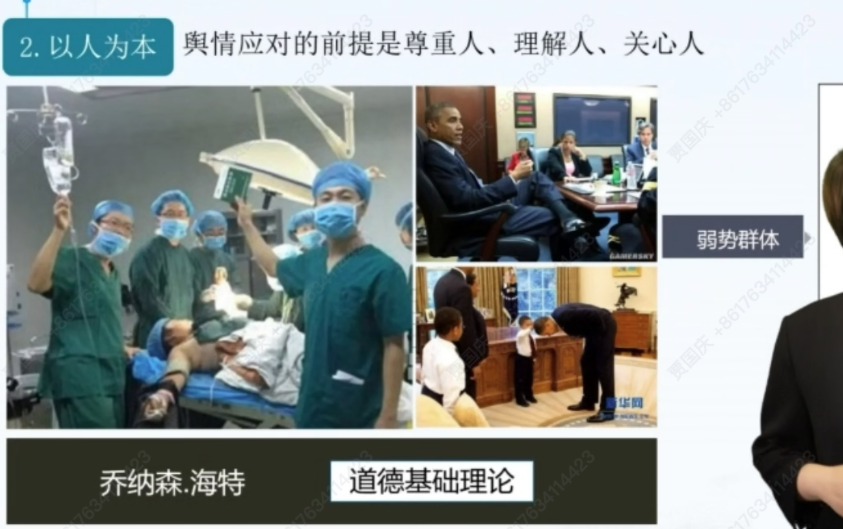 2. 以人为本
舆情应对的前提是尊重人、理解人、关心人
GAMERSKY
弱势群体
新华网
乔纳森.海特
道德基础理论
贾国庆 +8617634114423